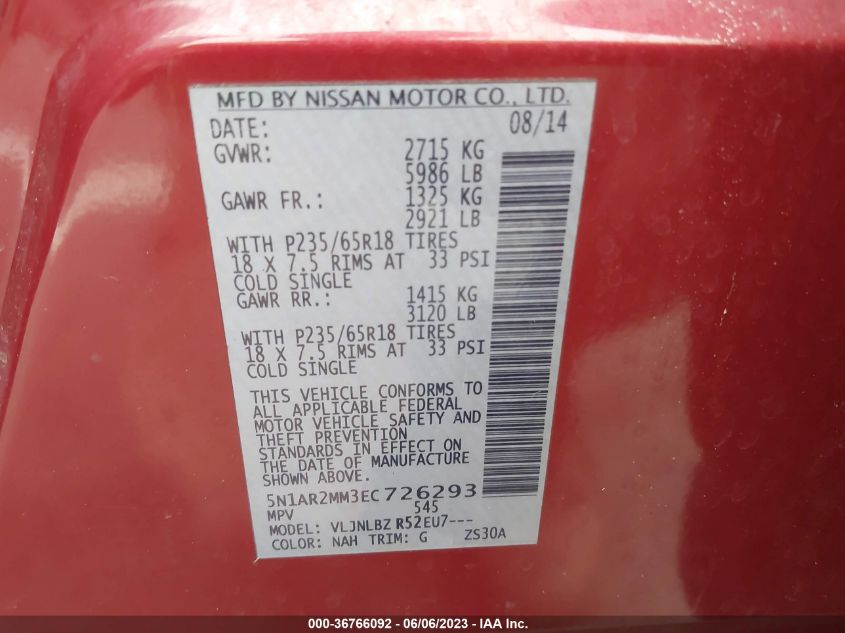 MFD BY NISSAN MOTOR CO., LTD.
DATE: 08/14
GVWR: 2715 KG
5986 LB
GAWR FR.: 1325 KG
2921 LB
WITH P235/65R18 TIRES
18 X 7.5 RIMS AT 33 PSI
COLD SINGLE
GAWR RR.: 1415 KG
3120 LB
WITH P235/65R18 TIRES
18 X 7.5 RIMS AT 33 PSI
COLD SINGLE
THIS VEHICLE CONFORMS TO
ALL APPLICABLE FEDERAL
MOTOR VEHICLE SAFETY AND
THEFT PREVENTION
STANDARDS IN EFFECT ON
THE DATE OF MANUFACTURE
SHOWN ABOVE.
5N1AR2MM3EC726293
MPV 545
MODEL: VLJNLBZ R52EU7---
COLOR: NAH TRIM: G ZS30A
000-36766092 - 06/06/2023 - IAA Inc.